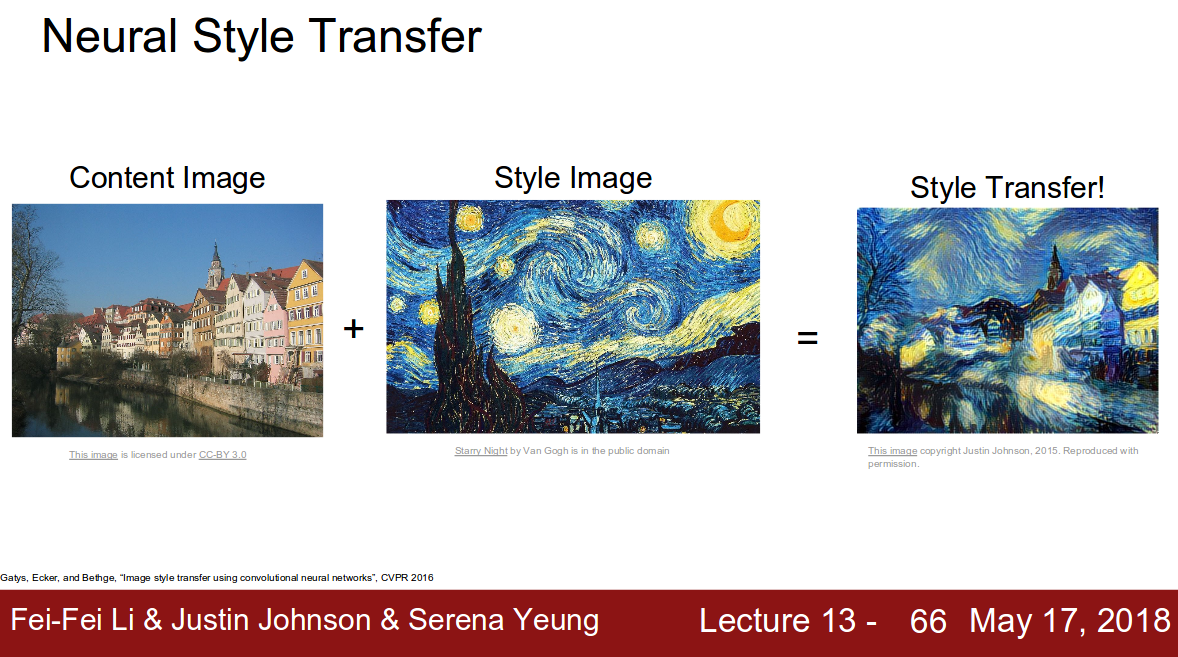 Neural Style Transfer
Content Image
Style Image
Style Transfer!
+
=
This image is licensed under CC-BY 3.0
Starry Night by Van Gogh is in the public domain
This image copyright Justin Johnson, 2015. Reproduced with
permission.
Gatys, Ecker, and Bethge, “Image style transfer using convolutional neural networks”, CVPR 2016
Fei-Fei Li & Justin Johnson & Serena Yeung
Lecture 13 - 66 May 17, 2018